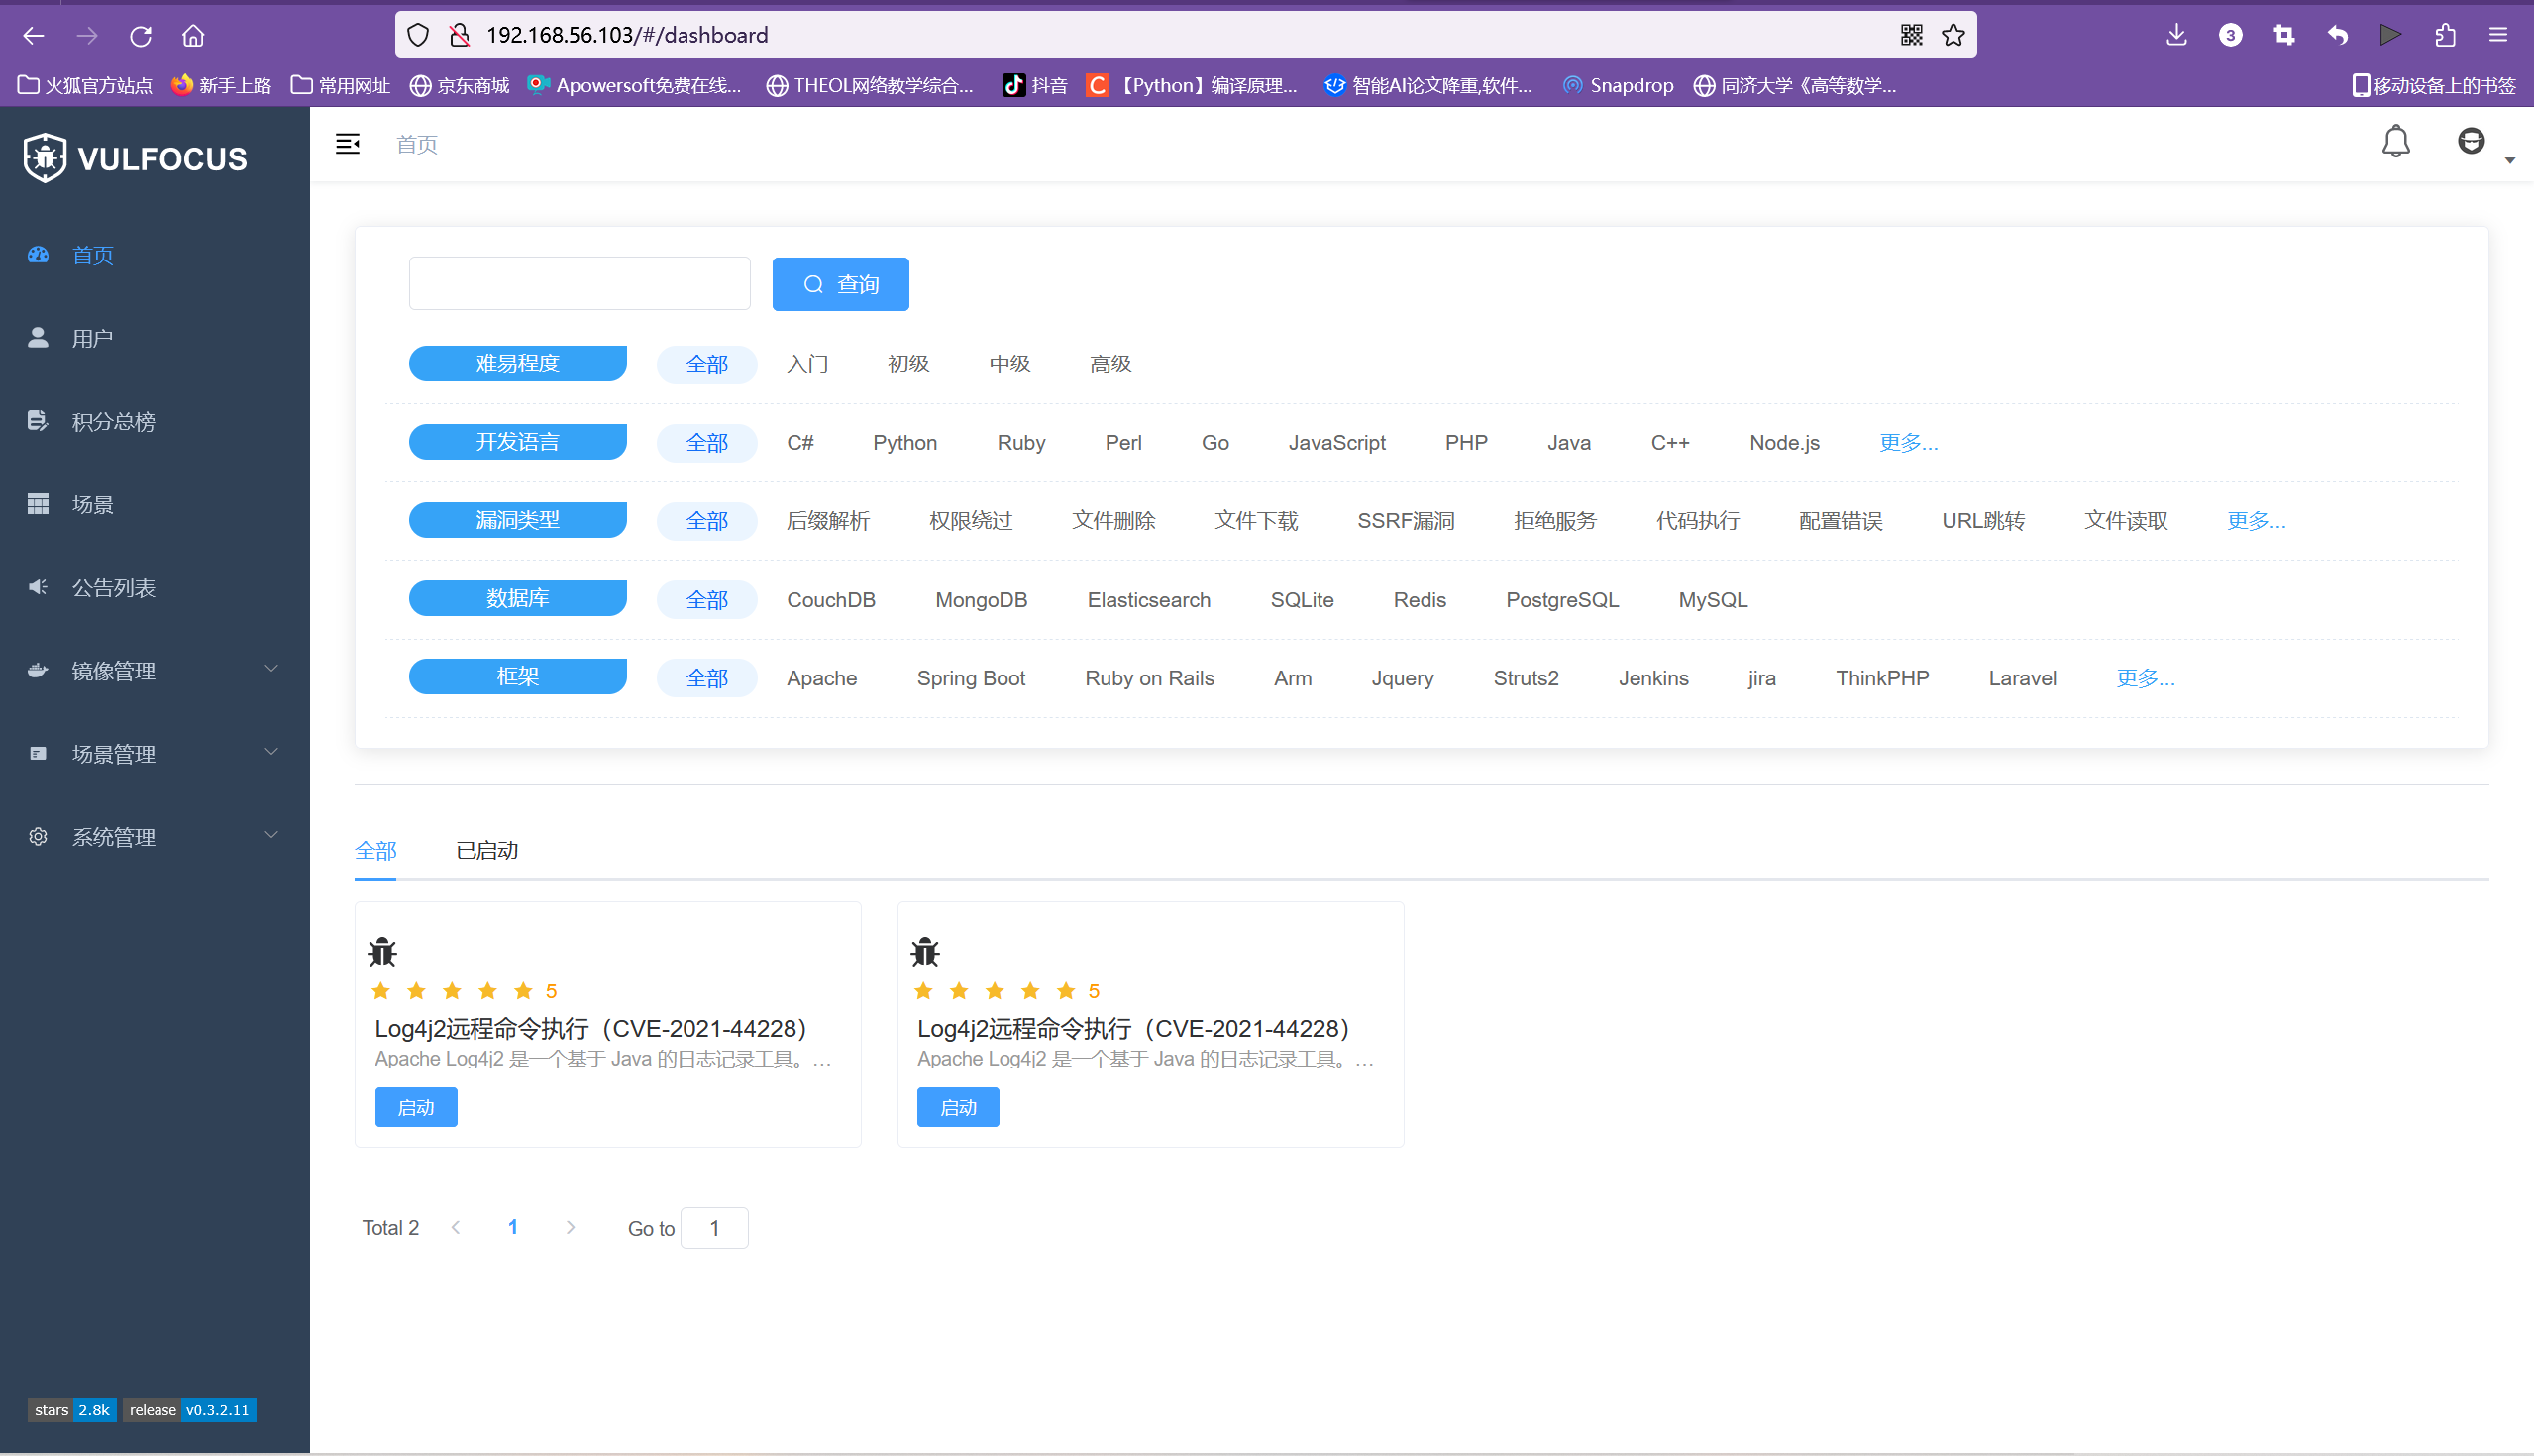 192.168.56.103/#/dashboard
3
火狐官方站点 新手上路 常用网址 京东商城 Apowersoft免费在线... THEOL网络教学综合... 抖音 【Python】编译原理... 智能AI论文降重,软件... Snapdrop 同济大学《高等数学... 移动设备上的书签
VULFOCUS
首页
用户
积分总榜
场景
公告列表
镜像管理
场景管理
系统管理
stars 2.8k release v0.3.2.11
首页
查询
难易程度 全部 入门 初级 中级 高级
开发语言 全部 C# Python Ruby Perl Go JavaScript PHP Java C++ Node.js 更多...
漏洞类型 全部 后缀解析 权限绕过 文件删除 文件下载 SSRF漏洞 拒绝服务 代码执行 配置错误 URL跳转 文件读取 更多...
数据库 全部 CouchDB MongoDB Elasticsearch SQLite Redis PostgreSQL MySQL
框架 全部 Apache Spring Boot Ruby on Rails Arm Jquery Struts2 Jenkins jira ThinkPHP Laravel 更多...
全部 已启动
5
Log4j2远程命令执行（CVE-2021-44228）
Apache Log4j2 是一个基于 Java 的日志记录工具。...
启动
5
Log4j2远程命令执行（CVE-2021-44228）
Apache Log4j2 是一个基于 Java 的日志记录工具。...
启动
Total 2 1 Go to 1